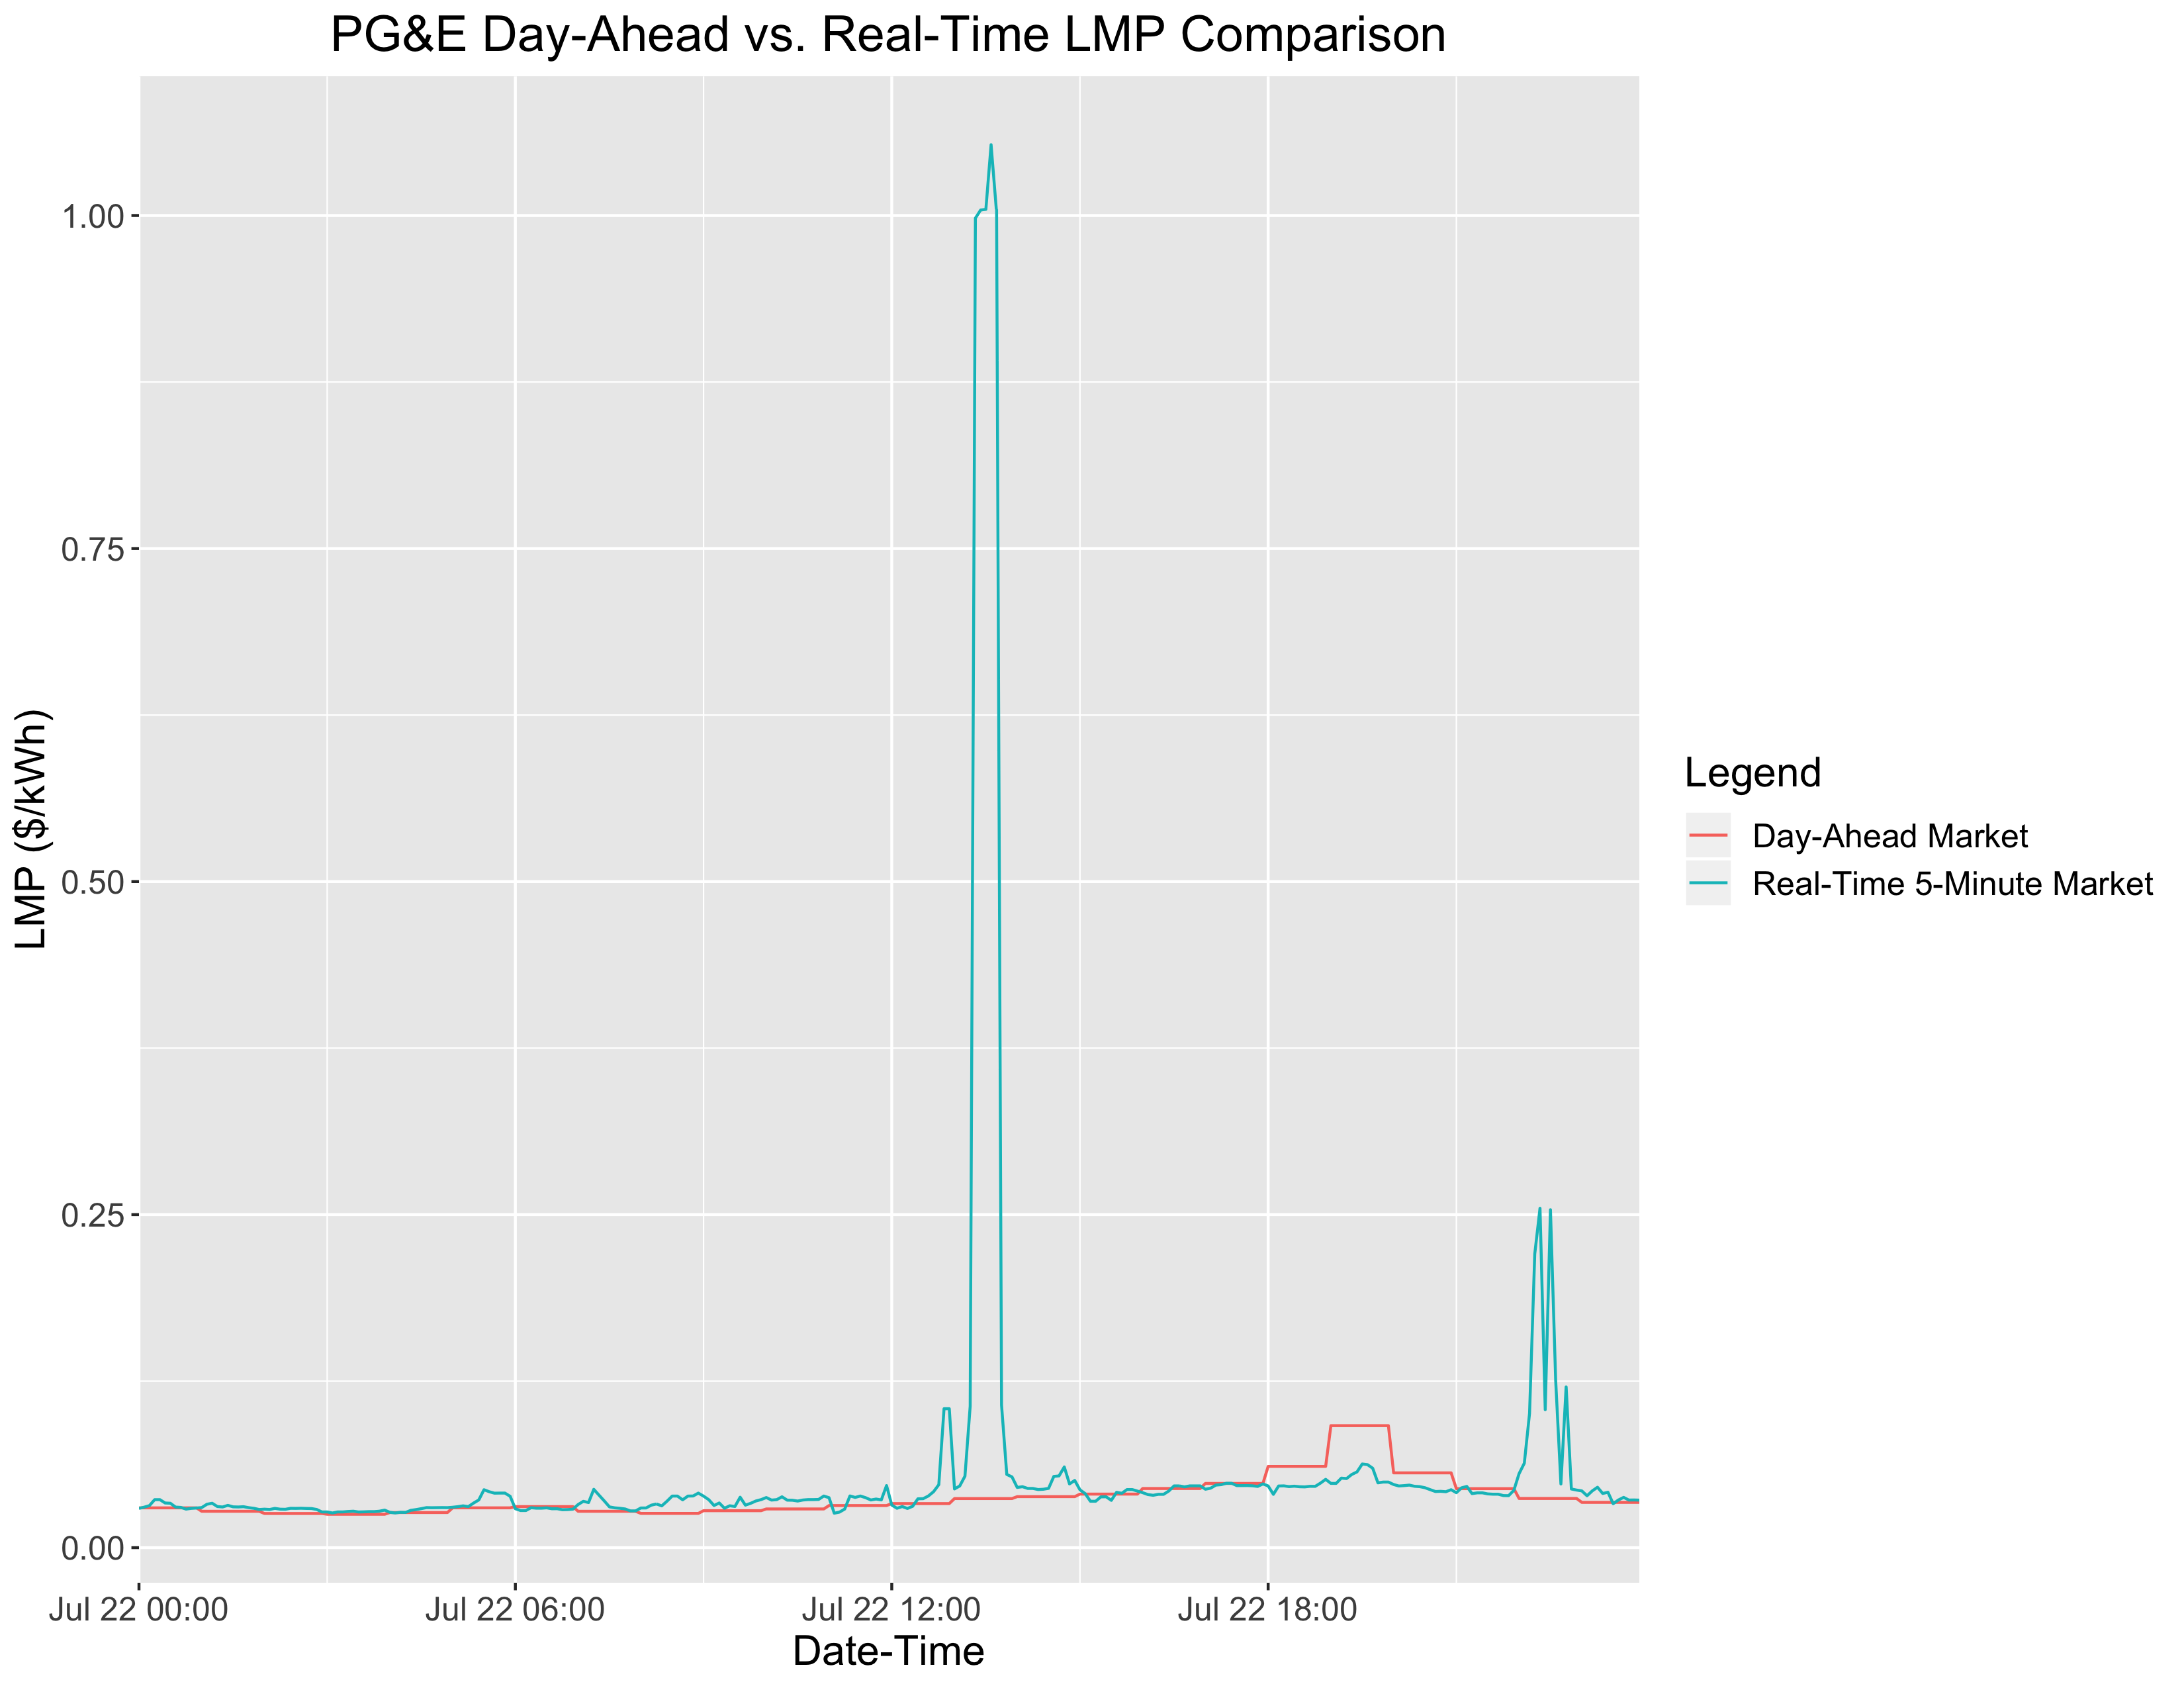 PG&E Day-Ahead vs. Real-Time LMP Comparison
LMP ($/kWh)
1.00
0.75
0.50
0.25
0.00
Jul 22 00:00
Jul 22 06:00
Jul 22 12:00
Jul 22 18:00
Date-Time
Legend
Day-Ahead Market
Real-Time 5-Minute Market